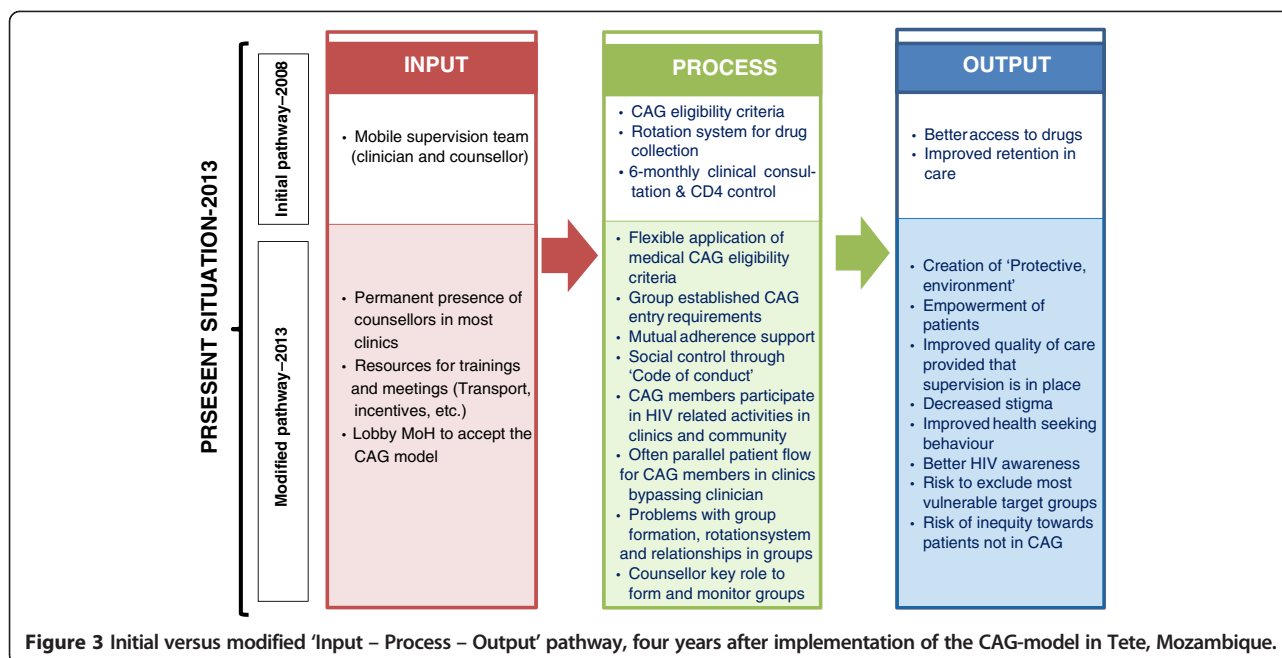 PRSESENT SITUATION-2013
Initial pathway–2008
Modified pathway–2013
INPUT
• Mobile supervision team
(clinician and counsellor)
• Permanent presence of
counsellors in most
clinics
• Resources for trainings
and meetings (Transport,
incentives, etc.)
• Lobby MoH to accept the
CAG model
PROCESS
• CAG eligibility criteria
• Rotation system for drug
collection
• 6-monthly clinical consul-
tation & CD4 control
• Flexible application of
medical CAG eligibility
criteria
• Group established CAG
entry requirements
• Mutual adherence support
• Social control through
‘Code of conduct’
• CAG members participate
in HIV related activities in
clinics and community
• Often parallel patient flow
for CAG members in clinics
bypassing clinician
• Problems with group
formation, rotationsystem
and relationships in groups
• Counsellor key role to
form and monitor groups
OUTPUT
• Better access to drugs
• Improved retention in
care
• Creation of ‘Protective,
environment’
• Empowerment of
patients
• Improved quality of care
provided that
supervision is in place
• Decreased stigma
• Improved health seeking
behaviour
• Better HIV awareness
• Risk to exclude most
vulnerable target groups
• Risk of inequity towards
patients not in CAG
Figure 3 Initial versus modified ‘Input – Process – Output’ pathway, four years after implementation of the CAG-model in Tete, Mozambique.